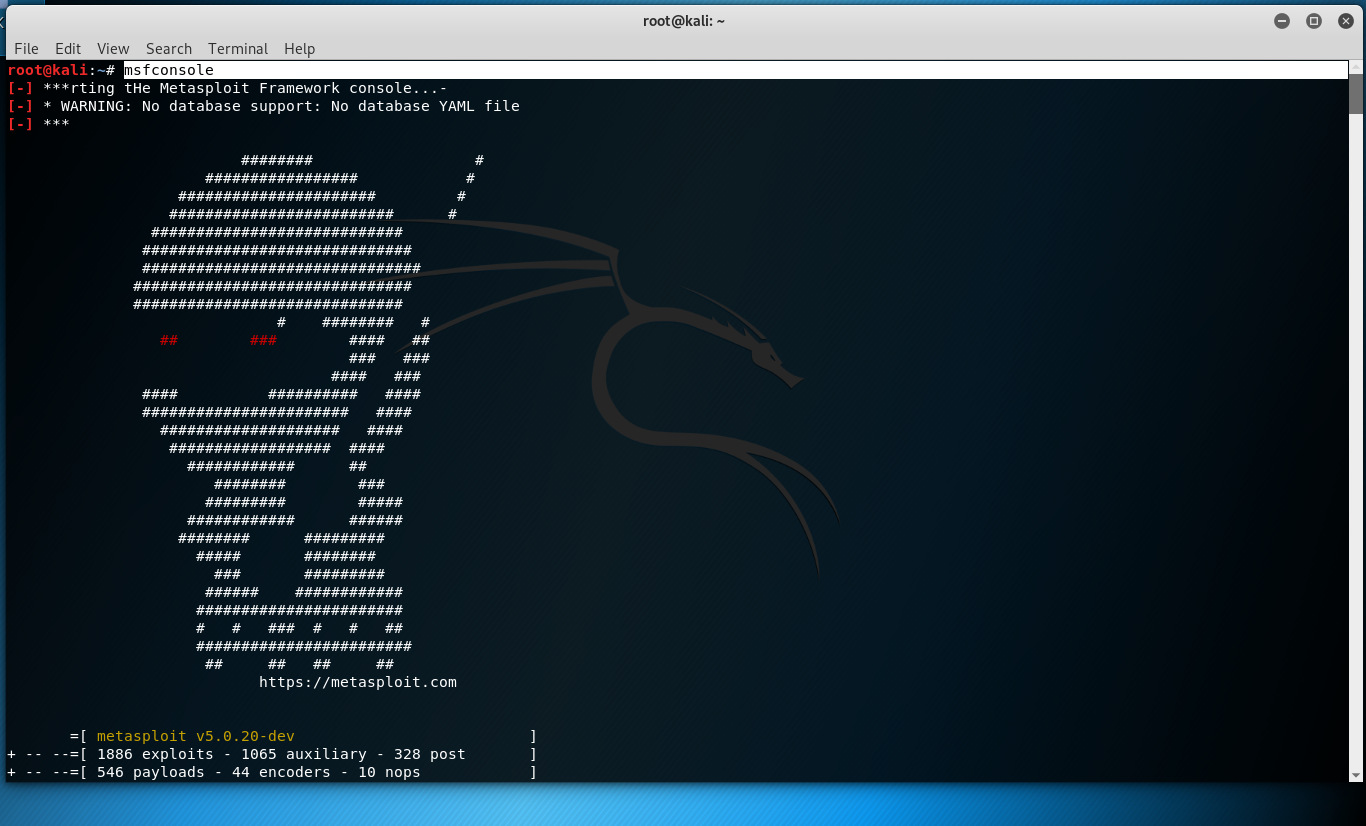 root@kali: ~
File Edit View Search Terminal Help
root@kali:~# msfconsole
[-] ***rting tHe Metasploit Framework console...-
[-] * WARNING: No database support: No database YAML file
[-] ***
                          ########                  #
                      #################            #
                   ######################         #
                  #########################      #
                ############################
               ##############################
               ###############################
              ###############################
              ##############################
                              #    ########   #
                 ##        ###        ####   ##
                                      ###   ###
                                    ####   ###
               ####          ##########   ####
               #######################   ####
                 ####################   ####
                  ##################  ####
                    ############      ##
                       ########        ###
                      #########        #####
                    ############      ######
                   ########      #########
                     #####       ########
                       ###       #########
                      ######    ############
                     #######################
                     #   #   ###  #   #   ##
                     ########################
                      ##     ##   ##     ##
                            https://metasploit.com
       =[ metasploit v5.0.20-dev                          ]
+ -- --=[ 1886 exploits - 1065 auxiliary - 328 post       ]
+ -- --=[ 546 payloads - 44 encoders - 10 nops            ]